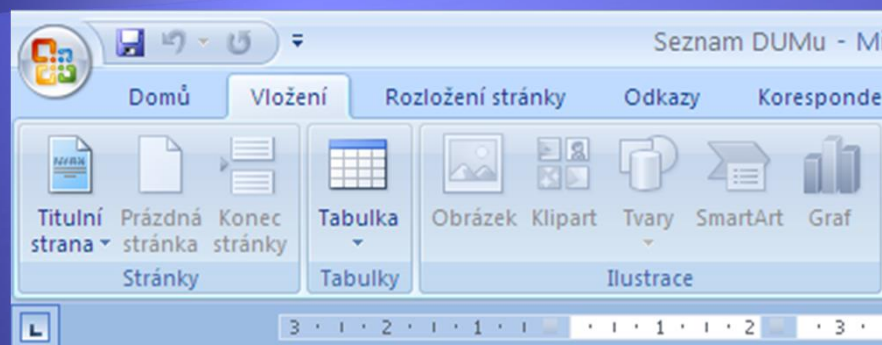 Seznam DUMu - M
Domů Vložení Rozložení stránky Odkazy Koresponde
Titulní strana Prázdná stránka Konec stránky Tabulka Obrázek Klipart Tvary SmartArt Graf
Stránky Tabulky Ilustrace
L 3 2 1 1 2 3